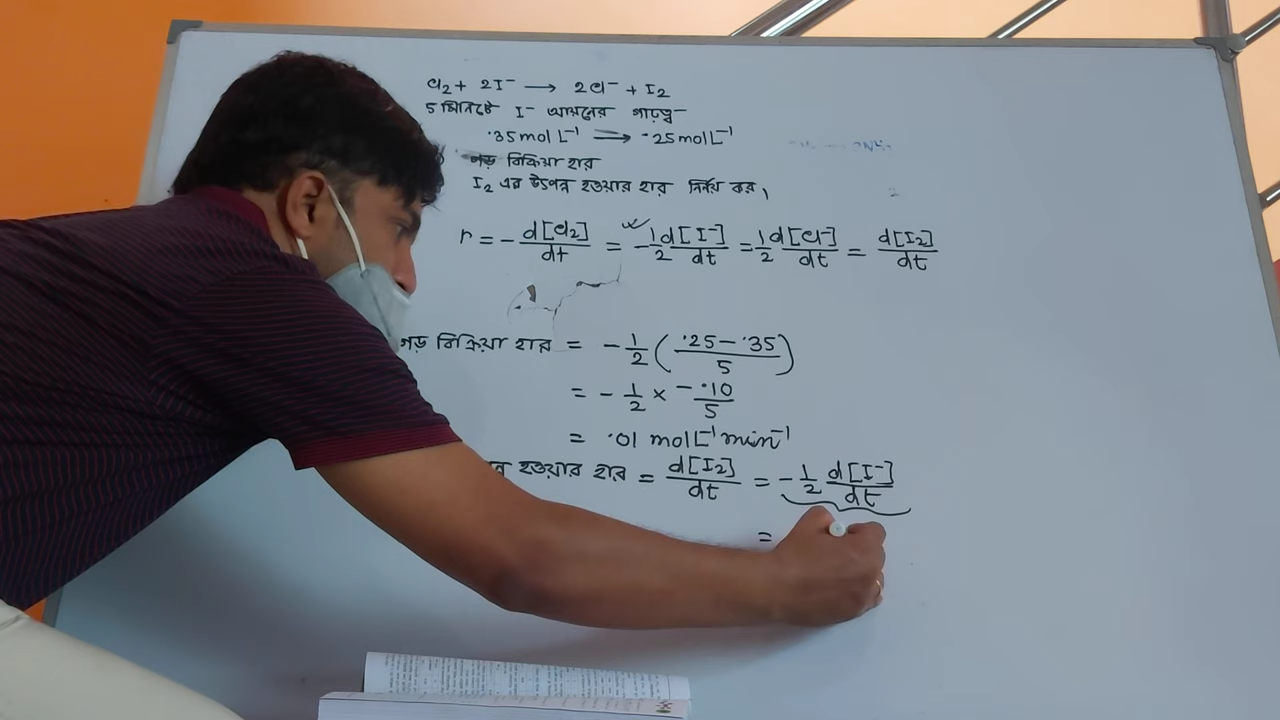 Cl₂ + 2I⁻ ⟶ 2Cl⁻ + I₂
5 মিনিটে I⁻ আয়নের গাঢ়ত্ব
·35 mol L⁻¹ ⟶ ·25 mol L⁻¹
গড় বিক্রিয়া হার
I₂ এর উৎপন্ন হওয়ার হার নির্ণয় কর।
r = - d[Cl₂]/dt = - 1/2 d[I⁻]/dt = 1/2 d[Cl⁻]/dt = d[I₂]/dt
গড় বিক্রিয়া হার = - 1/2 ( ·25 - ·35 / 5 )
= - 1/2 × - ·10/5
= ·01 mol L⁻¹ min⁻¹
হওয়ার হার = d[I₂]/dt = - 1/2 d[I⁻]/dt
=